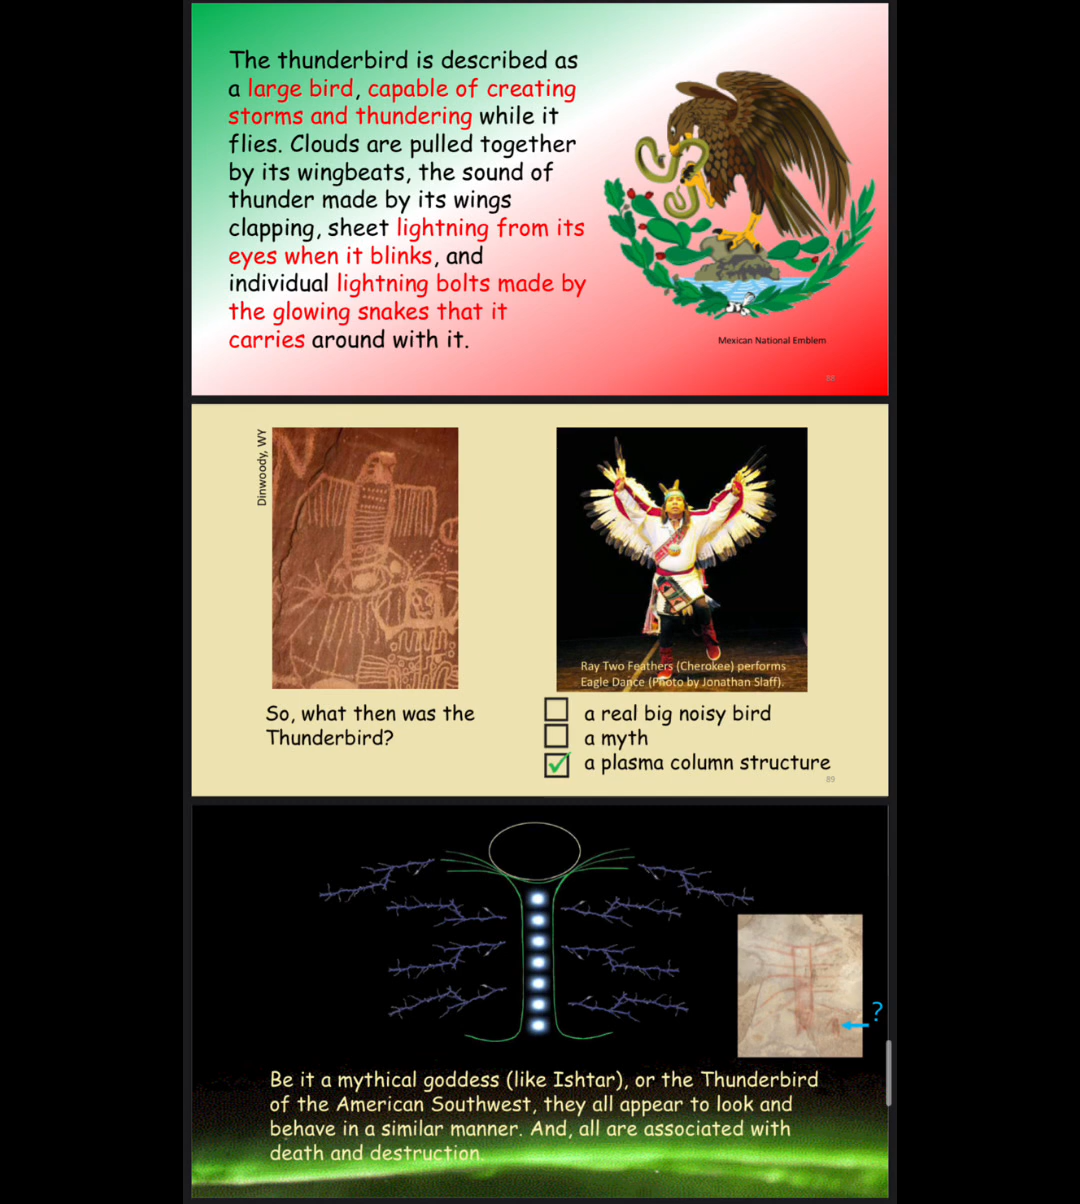 The thunderbird is described as
a large bird, capable of creating
storms and thundering while it
flies. Clouds are pulled together
by its wingbeats, the sound of
thunder made by its wings
clapping, sheet lightning from its
eyes when it blinks, and
individual lightning bolts made by
the glowing snakes that it
carries around with it.
Mexican National Emblem
88
Dinwoody, WY
Ray Two Feathers (Cherokee) performs
Eagle Dance (Photo by Jonathan Slaff).
So, what then was the
Thunderbird?
a real big noisy bird
a myth
a plasma column structure
89
?
Be it a mythical goddess (like Ishtar), or the Thunderbird
of the American Southwest, they all appear to look and
behave in a similar manner. And, all are associated with
death and destruction.